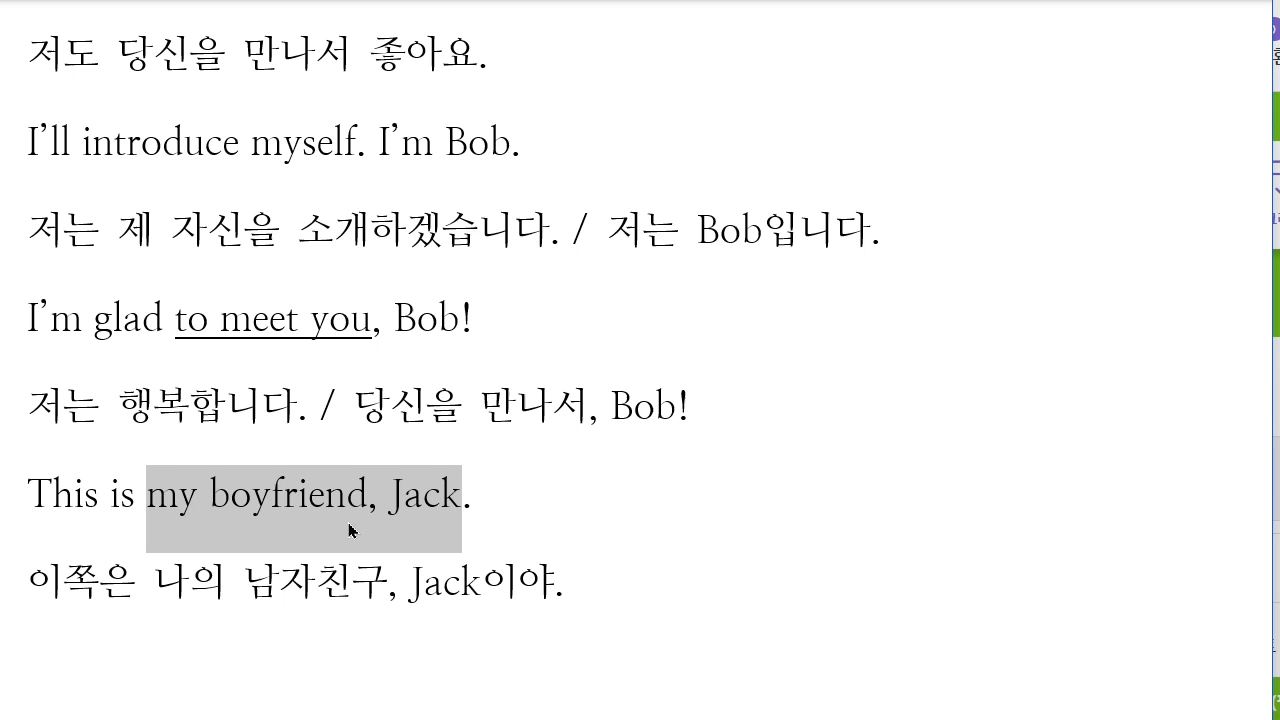 저도 당신을 만나서 좋아요.
I’ll introduce myself. I’m Bob.
저는 제 자신을 소개하겠습니다. / 저는 Bob입니다.
I’m glad to meet you, Bob!
저는 행복합니다. / 당신을 만나서, Bob!
This is my boyfriend, Jack.
이쪽은 나의 남자친구, Jack이야.